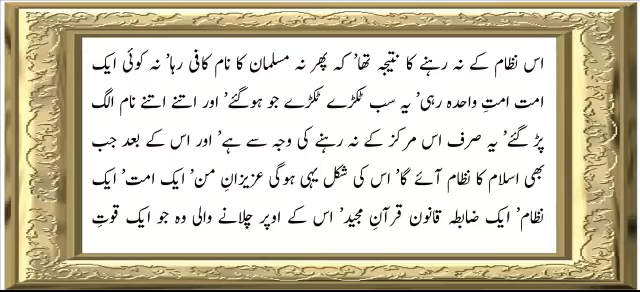 اس نظام کے نہ رہنے کا نتیجہ تھا’ کہ پھر نہ مسلمان کا نام کافی رہا’ نہ کوئی ایک
امت امتِ واحدہ رہی’ یہ سب ٹکڑے ٹکڑے جو ہوگئے’ اور اتنے اتنے نام الگ
پڑ گئے’ یہ صرف اس مرکز کے نہ رہنے کی وجہ سے ہے’ اور اس کے بعد جب
بھی اسلام کا نظام آئے گا’ اس کی شکل یہی ہوگی عزیزانِ من’ ایک امت’ ایک
نظام’ ایک ضابطہ قانون قرآنِ مجید’ اس کے اوپر چلانے والی وہ جو ایک قوتِ